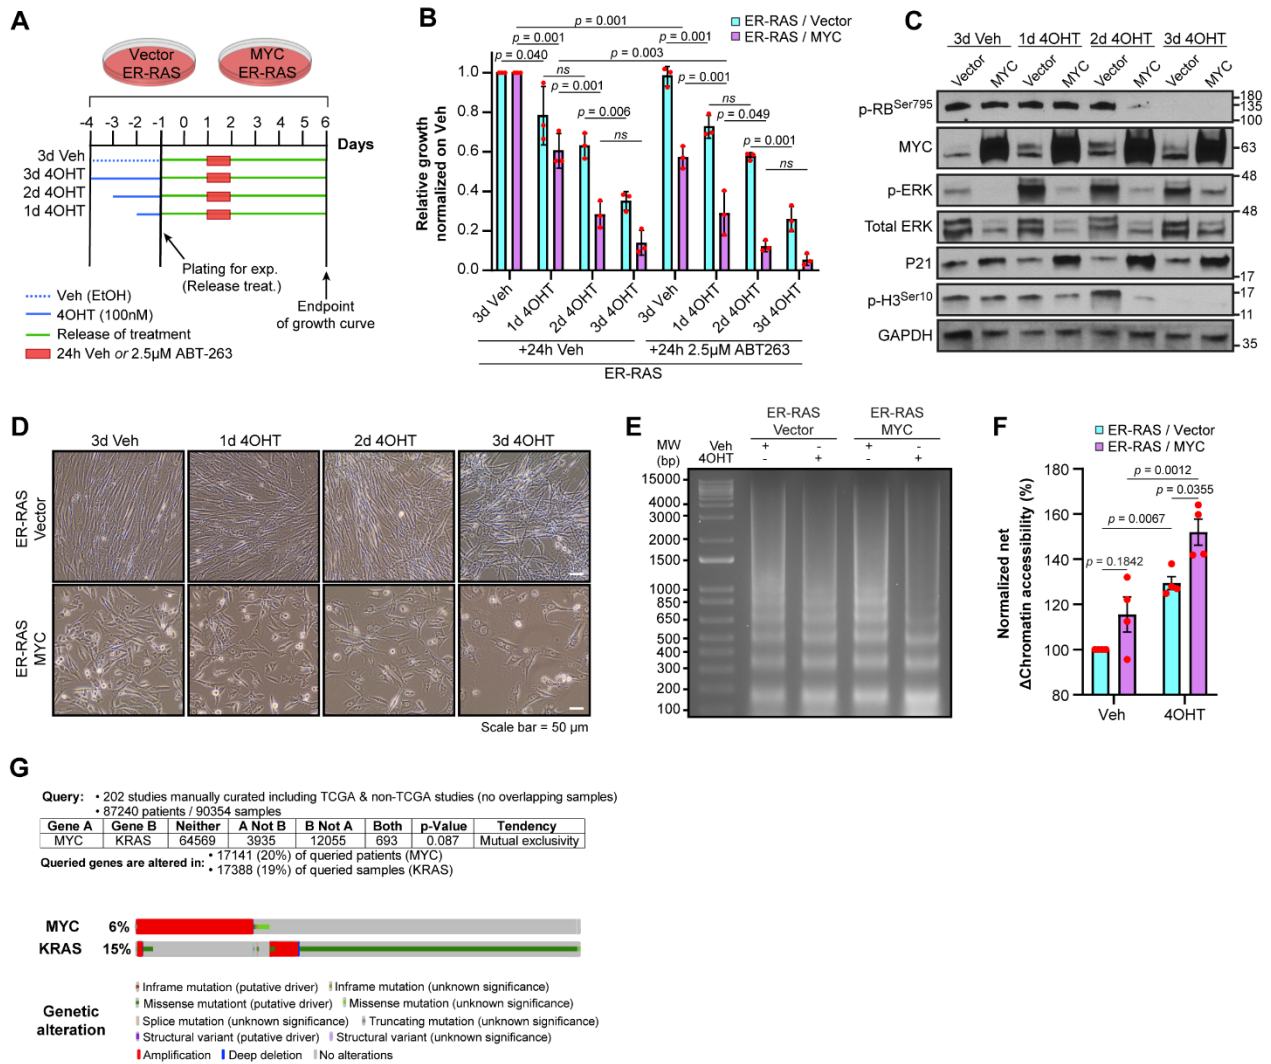 A
Vector
ER-RAS
MYC
ER-RAS
-4 -3 -2 -1 0 1 2 3 4 5 6
Days
3d Veh
3d 4OHT
2d 4OHT
1d 4OHT
Plating for exp.
(Release treat.)
Endpoint
of growth curve
Veh (EtOH)
4OHT (100nM)
Release of treatment
24h Veh or 2.5µM ABT-263
B
ER-RAS / Vector
ER-RAS / MYC
p = 0.001
p = 0.001 p = 0.001
p = 0.040 p = 0.003
ns p = 0.001
p = 0.001 ns
p = 0.006 p = 0.049
ns p = 0.001
ns
Relative growth
normalized on Veh
1.0
0.8
0.6
0.4
0.2
0.0
3d Veh 1d 4OHT 2d 4OHT 3d 4OHT 3d Veh 1d 4OHT 2d 4OHT 3d 4OHT
+24h Veh +24h 2.5µM ABT263
ER-RAS
C
3d Veh 1d 4OHT 2d 4OHT 3d 4OHT
Vector MYC Vector MYC Vector MYC Vector MYC
p-RBSer795 180 135 100
MYC 63
p-ERK 48
Total ERK 48
P21 17
p-H3Ser10 17 11
GAPDH 35
D
3d Veh 1d 4OHT 2d 4OHT 3d 4OHT
ER-RAS
Vector
ER-RAS
MYC
Scale bar = 50 µm
E
ER-RAS
Vector
ER-RAS
MYC
MW
(bp)
Veh + - + -
4OHT - + - +
15000
4000
3000
2000
1500
1000
850
650
500
400
300
200
100
F
ER-RAS / Vector
ER-RAS / MYC
p = 0.0012
p = 0.0355
p = 0.0067
p = 0.1842
Normalized net
ΔChromatin accessibility (%)
180
160
140
120
100
80
Veh 4OHT
G
Query: • 202 studies manually curated including TCGA & non-TCGA studies (no overlapping samples)
• 87240 patients / 90354 samples
Gene A Gene B Neither A Not B B Not A Both p-Value Tendency
MYC KRAS 64569 3935 12055 693 0.087 Mutual exclusivity
Queried genes are altered in: • 17141 (20%) of queried patients (MYC)
• 17388 (19%) of queried samples (KRAS)
MYC 6%
KRAS 15%
Genetic
alteration
Inframe mutation (putative driver) Inframe mutation (unknown significance)
Missense mutationt (putative driver) Missense mutation (unknown significance)
Splice mutation (unknown significance) Truncating mutation (unknown significance)
Structural variant (putative driver) Structural variant (unknown significance)
Amplification Deep deletion No alterations